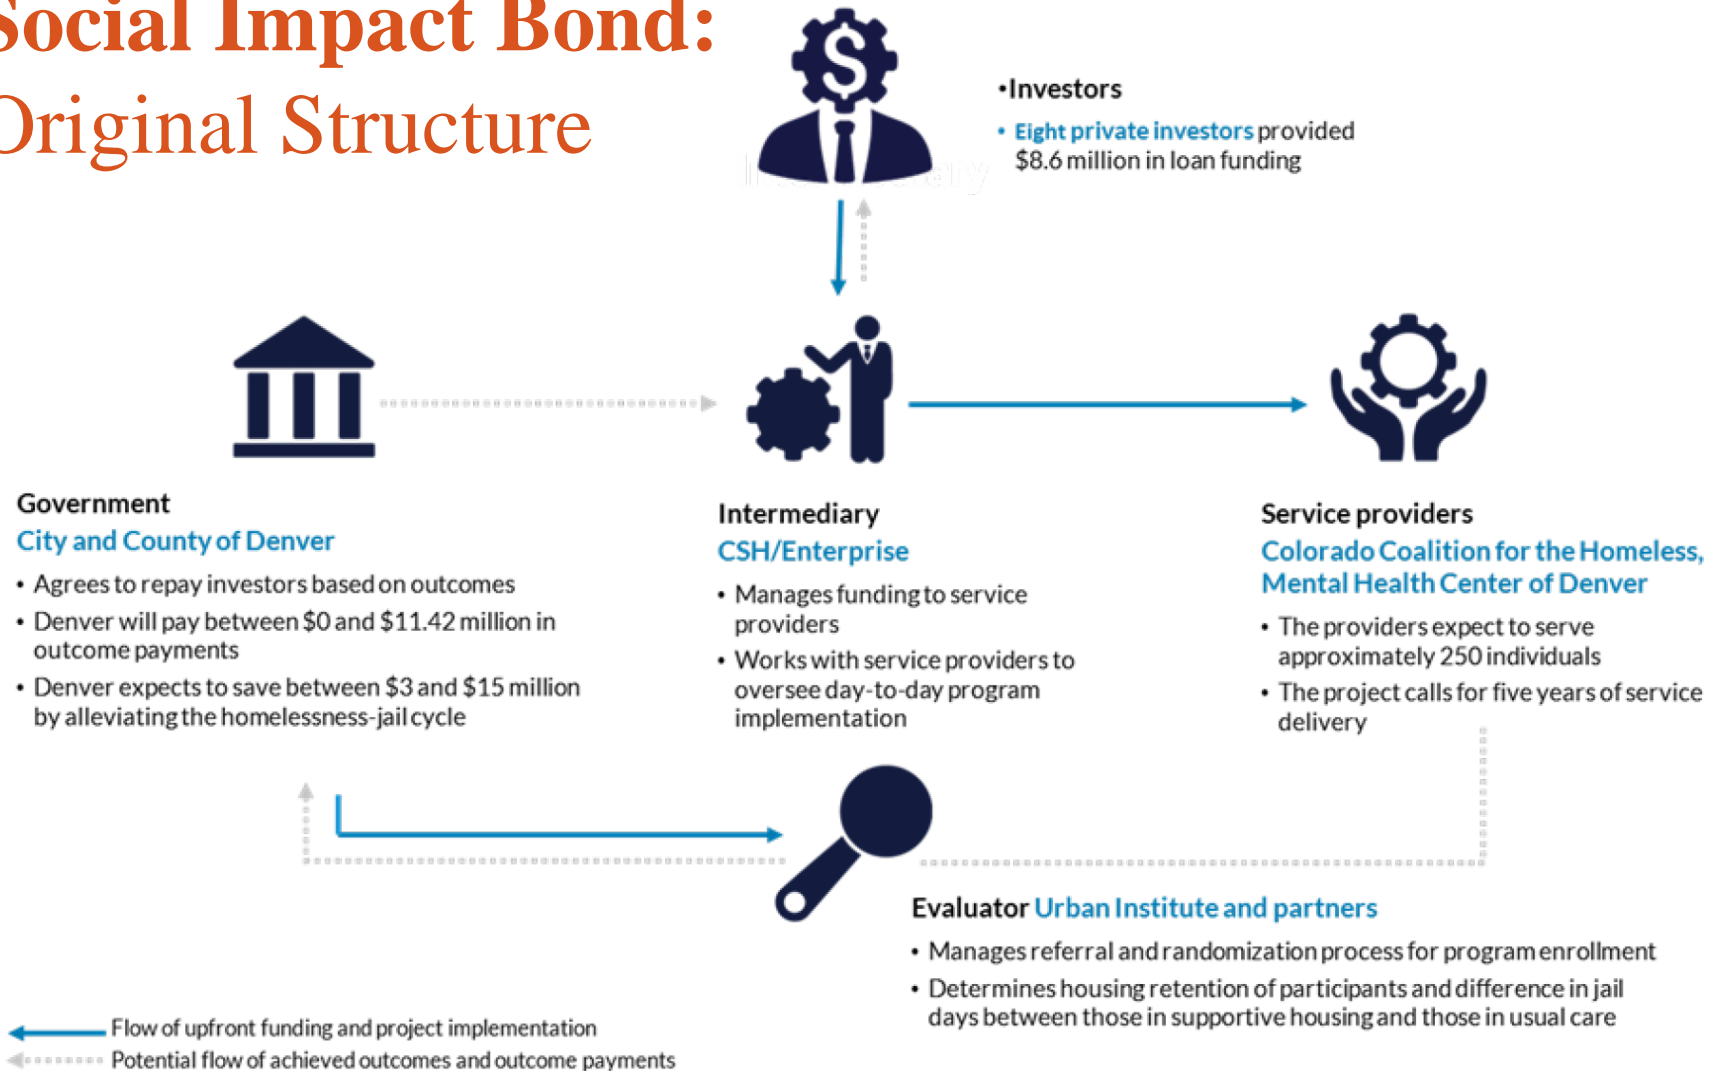 Social Impact Bond:
Original Structure
•Investors
• Eight private investors provided
$8.6 million in loan funding
Government
City and County of Denver
• Agrees to repay investors based on outcomes
• Denver will pay between $0 and $11.42 million in
outcome payments
• Denver expects to save between $3 and $15 million
by alleviating the homelessness-jail cycle
Intermediary
CSH/Enterprise
• Manages funding to service
providers
• Works with service providers to
oversee day-to-day program
implementation
Service providers
Colorado Coalition for the Homeless,
Mental Health Center of Denver
• The providers expect to serve
approximately 250 individuals
• The project calls for five years of service
delivery
Evaluator Urban Institute and partners
• Manages referral and randomization process for program enrollment
• Determines housing retention of participants and difference in jail
days between those in supportive housing and those in usual care
Flow of upfront funding and project implementation
Potential flow of achieved outcomes and outcome payments